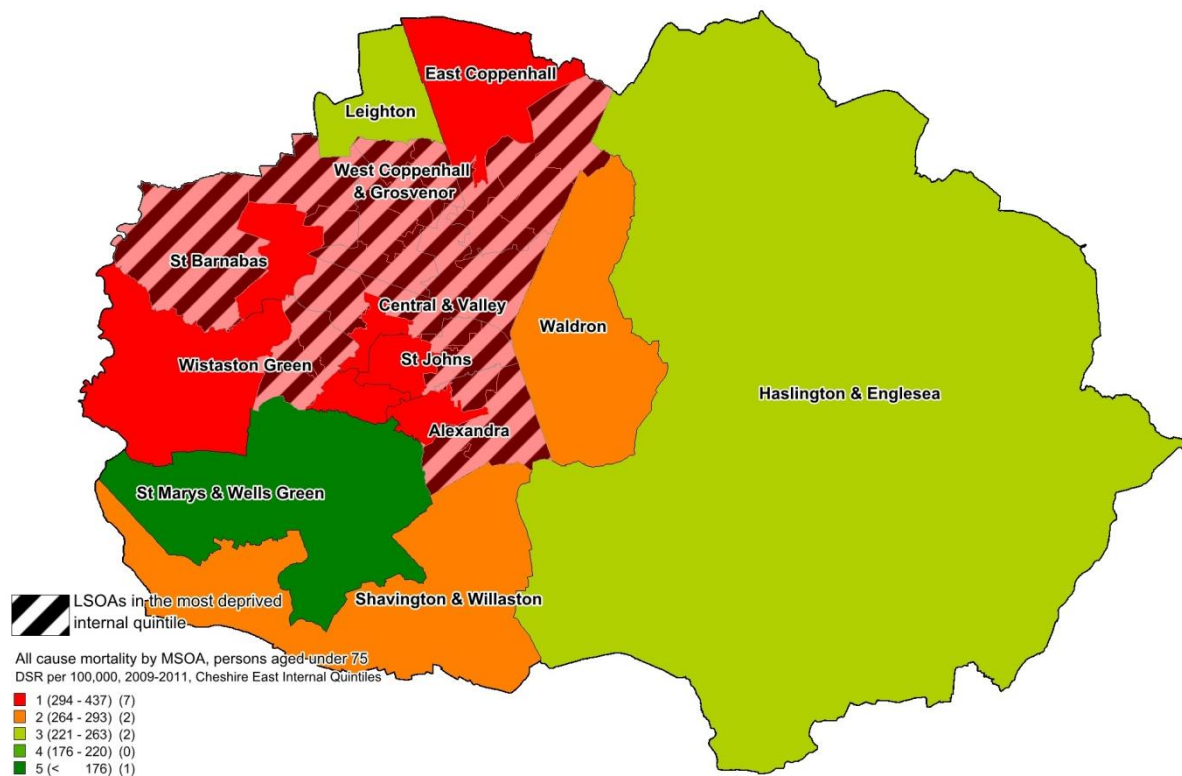 East Coppenhall
Leighton
West Coppenhall
& Grosvenor
St Barnabas
Central & Valley
Waldron
Wistaston Green
St Johns
Haslington & Englesea
Alexandra
St Marys & Wells Green
Shavington & Willaston
LSOAs in the most deprived
internal quintile
All cause mortality by MSOA, persons aged under 75
DSR per 100,000, 2009-2011, Cheshire East Internal Quintiles
1 (294 - 437) (7)
2 (264 - 293) (2)
3 (221 - 263) (2)
4 (176 - 220) (0)
5 (< 176) (1)